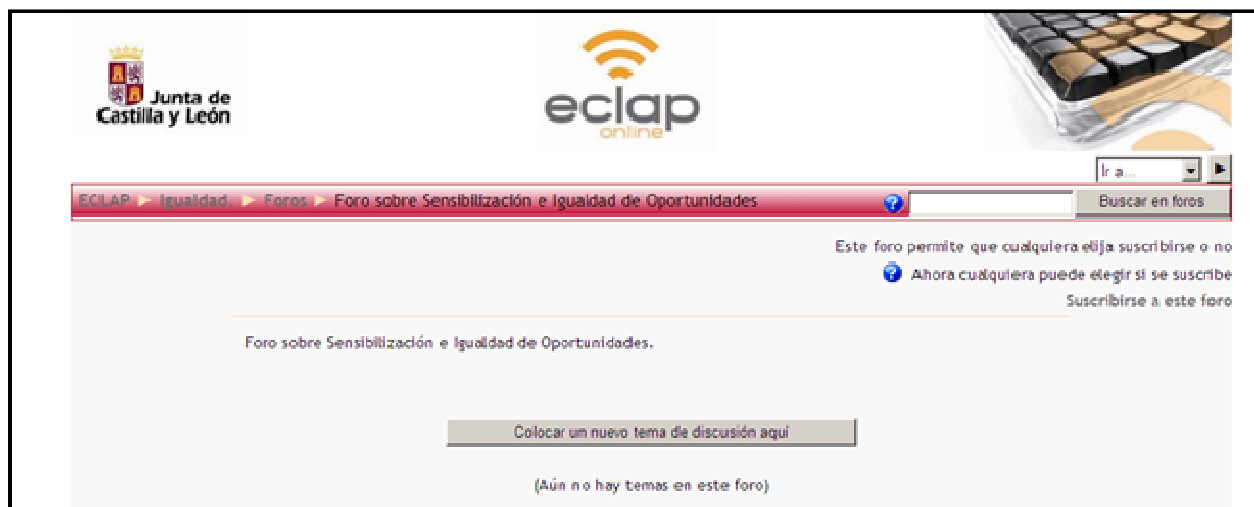 Junta de
Castilla y León
eclap
online
Ir a...
ECLAP ► Igualdad. ► Foros ► Foro sobre Sensibilización e Igualdad de Oportunidades
Buscar en foros
Este foro permite que cualquiera elija suscribirse o no
Ahora cualquiera puede elegir si se suscribe
Suscribirse a este foro
Foro sobre Sensibilización e Igualdad de Oportunidades.
Colocar un nuevo tema de discusión aquí
(Aún no hay temas en este foro)